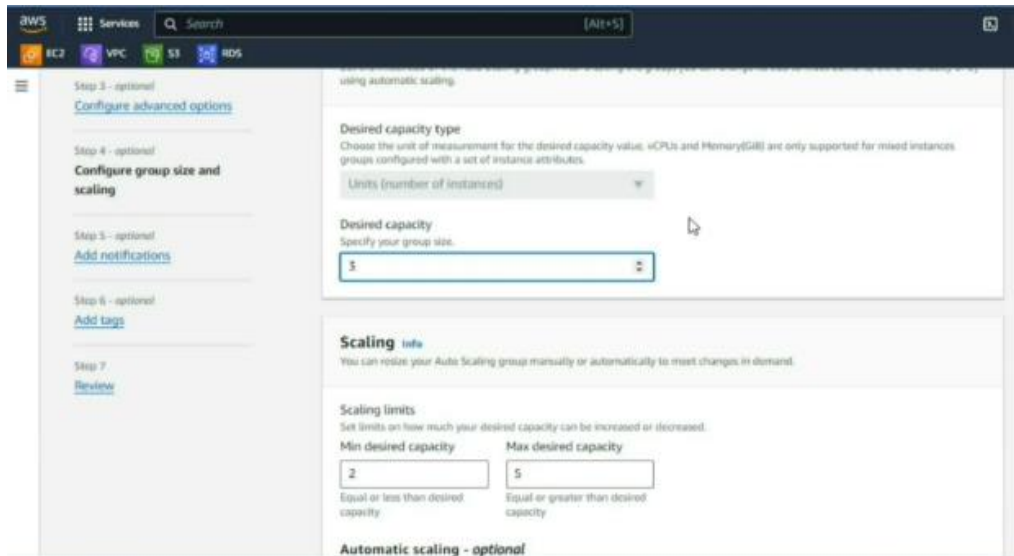 aws
Services
Search
[Alt+S]
EC2
VPC
S3
RDS
using automatic scaling.
Step 3 - optional
Configure advanced options
Step 4 - optional
Configure group size and
scaling
Step 5 - optional
Add notifications
Step 6 - optional
Add tags
Step 7
Review
Desired capacity type
Choose the unit of measurement for the desired capacity value. vCPUs and Memory(GiB) are only supported for mixed instances
groups configured with a set of instance attributes.
Units (number of instances)
Desired capacity
Specify your group size.
3
Scaling Info
You can resize your Auto Scaling group manually or automatically to meet changes in demand.
Scaling limits
Set limits on how much your desired capacity can be increased or decreased.
Min desired capacity
Max desired capacity
2
5
Equal or less than desired
capacity
Equal or greater than desired
capacity
Automatic scaling - optional